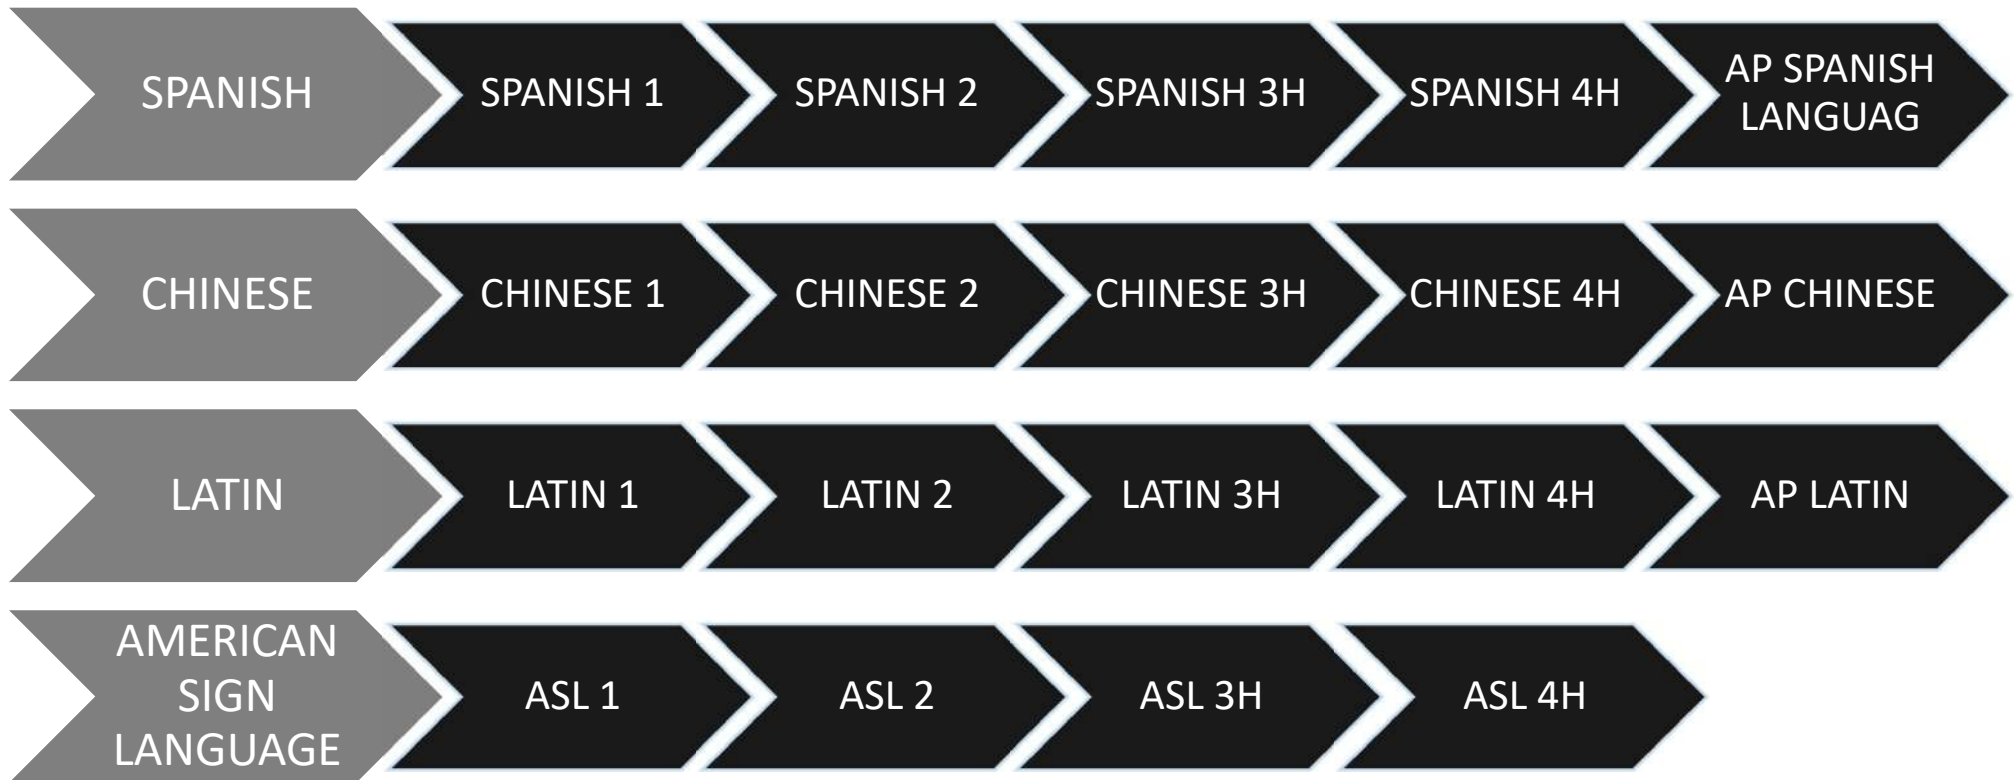 SPANISH
SPANISH 1
SPANISH 2
SPANISH 3H
SPANISH 4H
AP SPANISH
LANGUAG
CHINESE
CHINESE 1
CHINESE 2
CHINESE 3H
CHINESE 4H
AP CHINESE
LATIN
LATIN 1
LATIN 2
LATIN 3H
LATIN 4H
AP LATIN
AMERICAN
SIGN
LANGUAGE
ASL 1
ASL 2
ASL 3H
ASL 4H